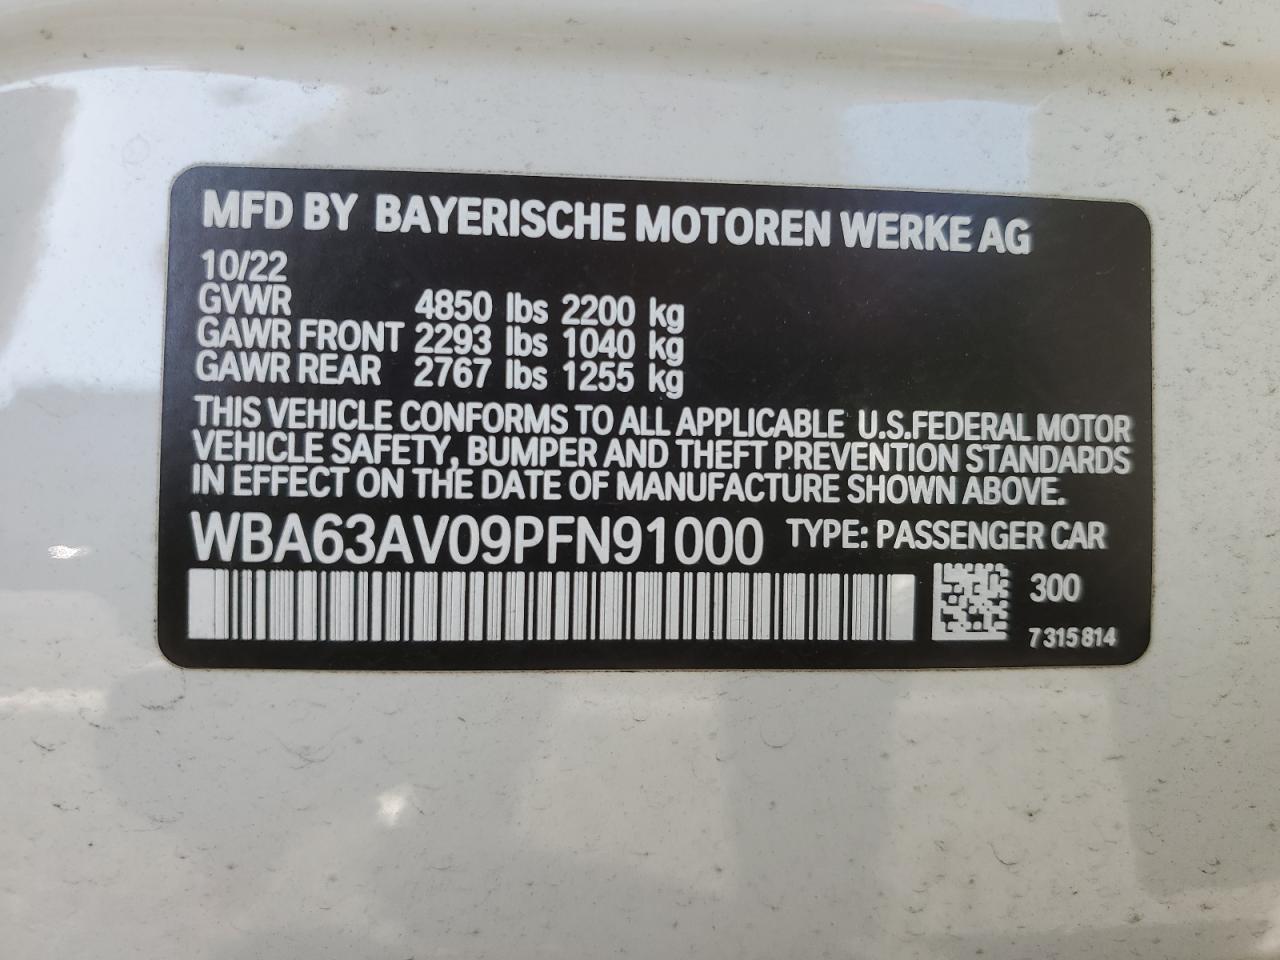 MFD BY BAYERISCHE MOTOREN WERKE AG
10/22
GVWR 4850 lbs 2200 kg
GAWR FRONT 2293 lbs 1040 kg
GAWR REAR 2767 lbs 1255 kg
THIS VEHICLE CONFORMS TO ALL APPLICABLE U.S.FEDERAL MOTOR
VEHICLE SAFETY, BUMPER AND THEFT PREVENTION STANDARDS
IN EFFECT ON THE DATE OF MANUFACTURE SHOWN ABOVE.
WBA63AV09PFN91000 TYPE: PASSENGER CAR
300
7 315 814